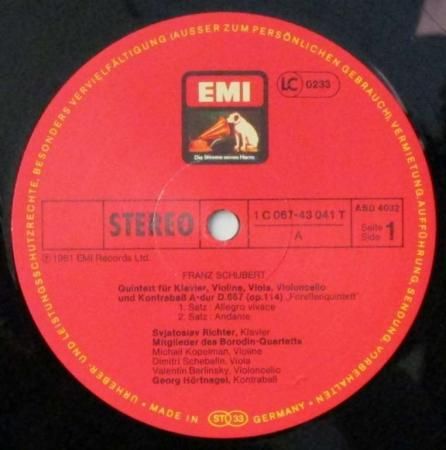 URHEBER- UND LEISTUNGSSCHUTZRECHTE, BESONDERS VERVIELFÄLTIGUNG (AUSSER ZUM PERSÖNLICHEN GEBRAUCH), VERMIETUNG, AUFFÜHRUNG, SENDUNG, VORBEHALTEN •
EMI
LC 0233
Die Stimme seines Herrn
STEREO
1 C 067-43 041 T
ASD 4032
A
Seite
Side 1
℗ 1981 EMI Records Ltd.
FRANZ SCHUBERT
Quintett für Klavier, Violine, Viola, Violoncello
und Kontrabaß A-dur D.667 (op.114) „Forellenquintett"
1. Satz: Allegro vivace
2. Satz: Andante
Svjatoslav Richter, Klavier
Mitglieder des Borodin-Quartetts
Michail Kopelman, Violine
Dimitri Schebalin, Viola
Valentin Berlinsky, Violoncello
Georg Hörtnagel, Kontrabaß
MADE IN ST 33 GERMANY •